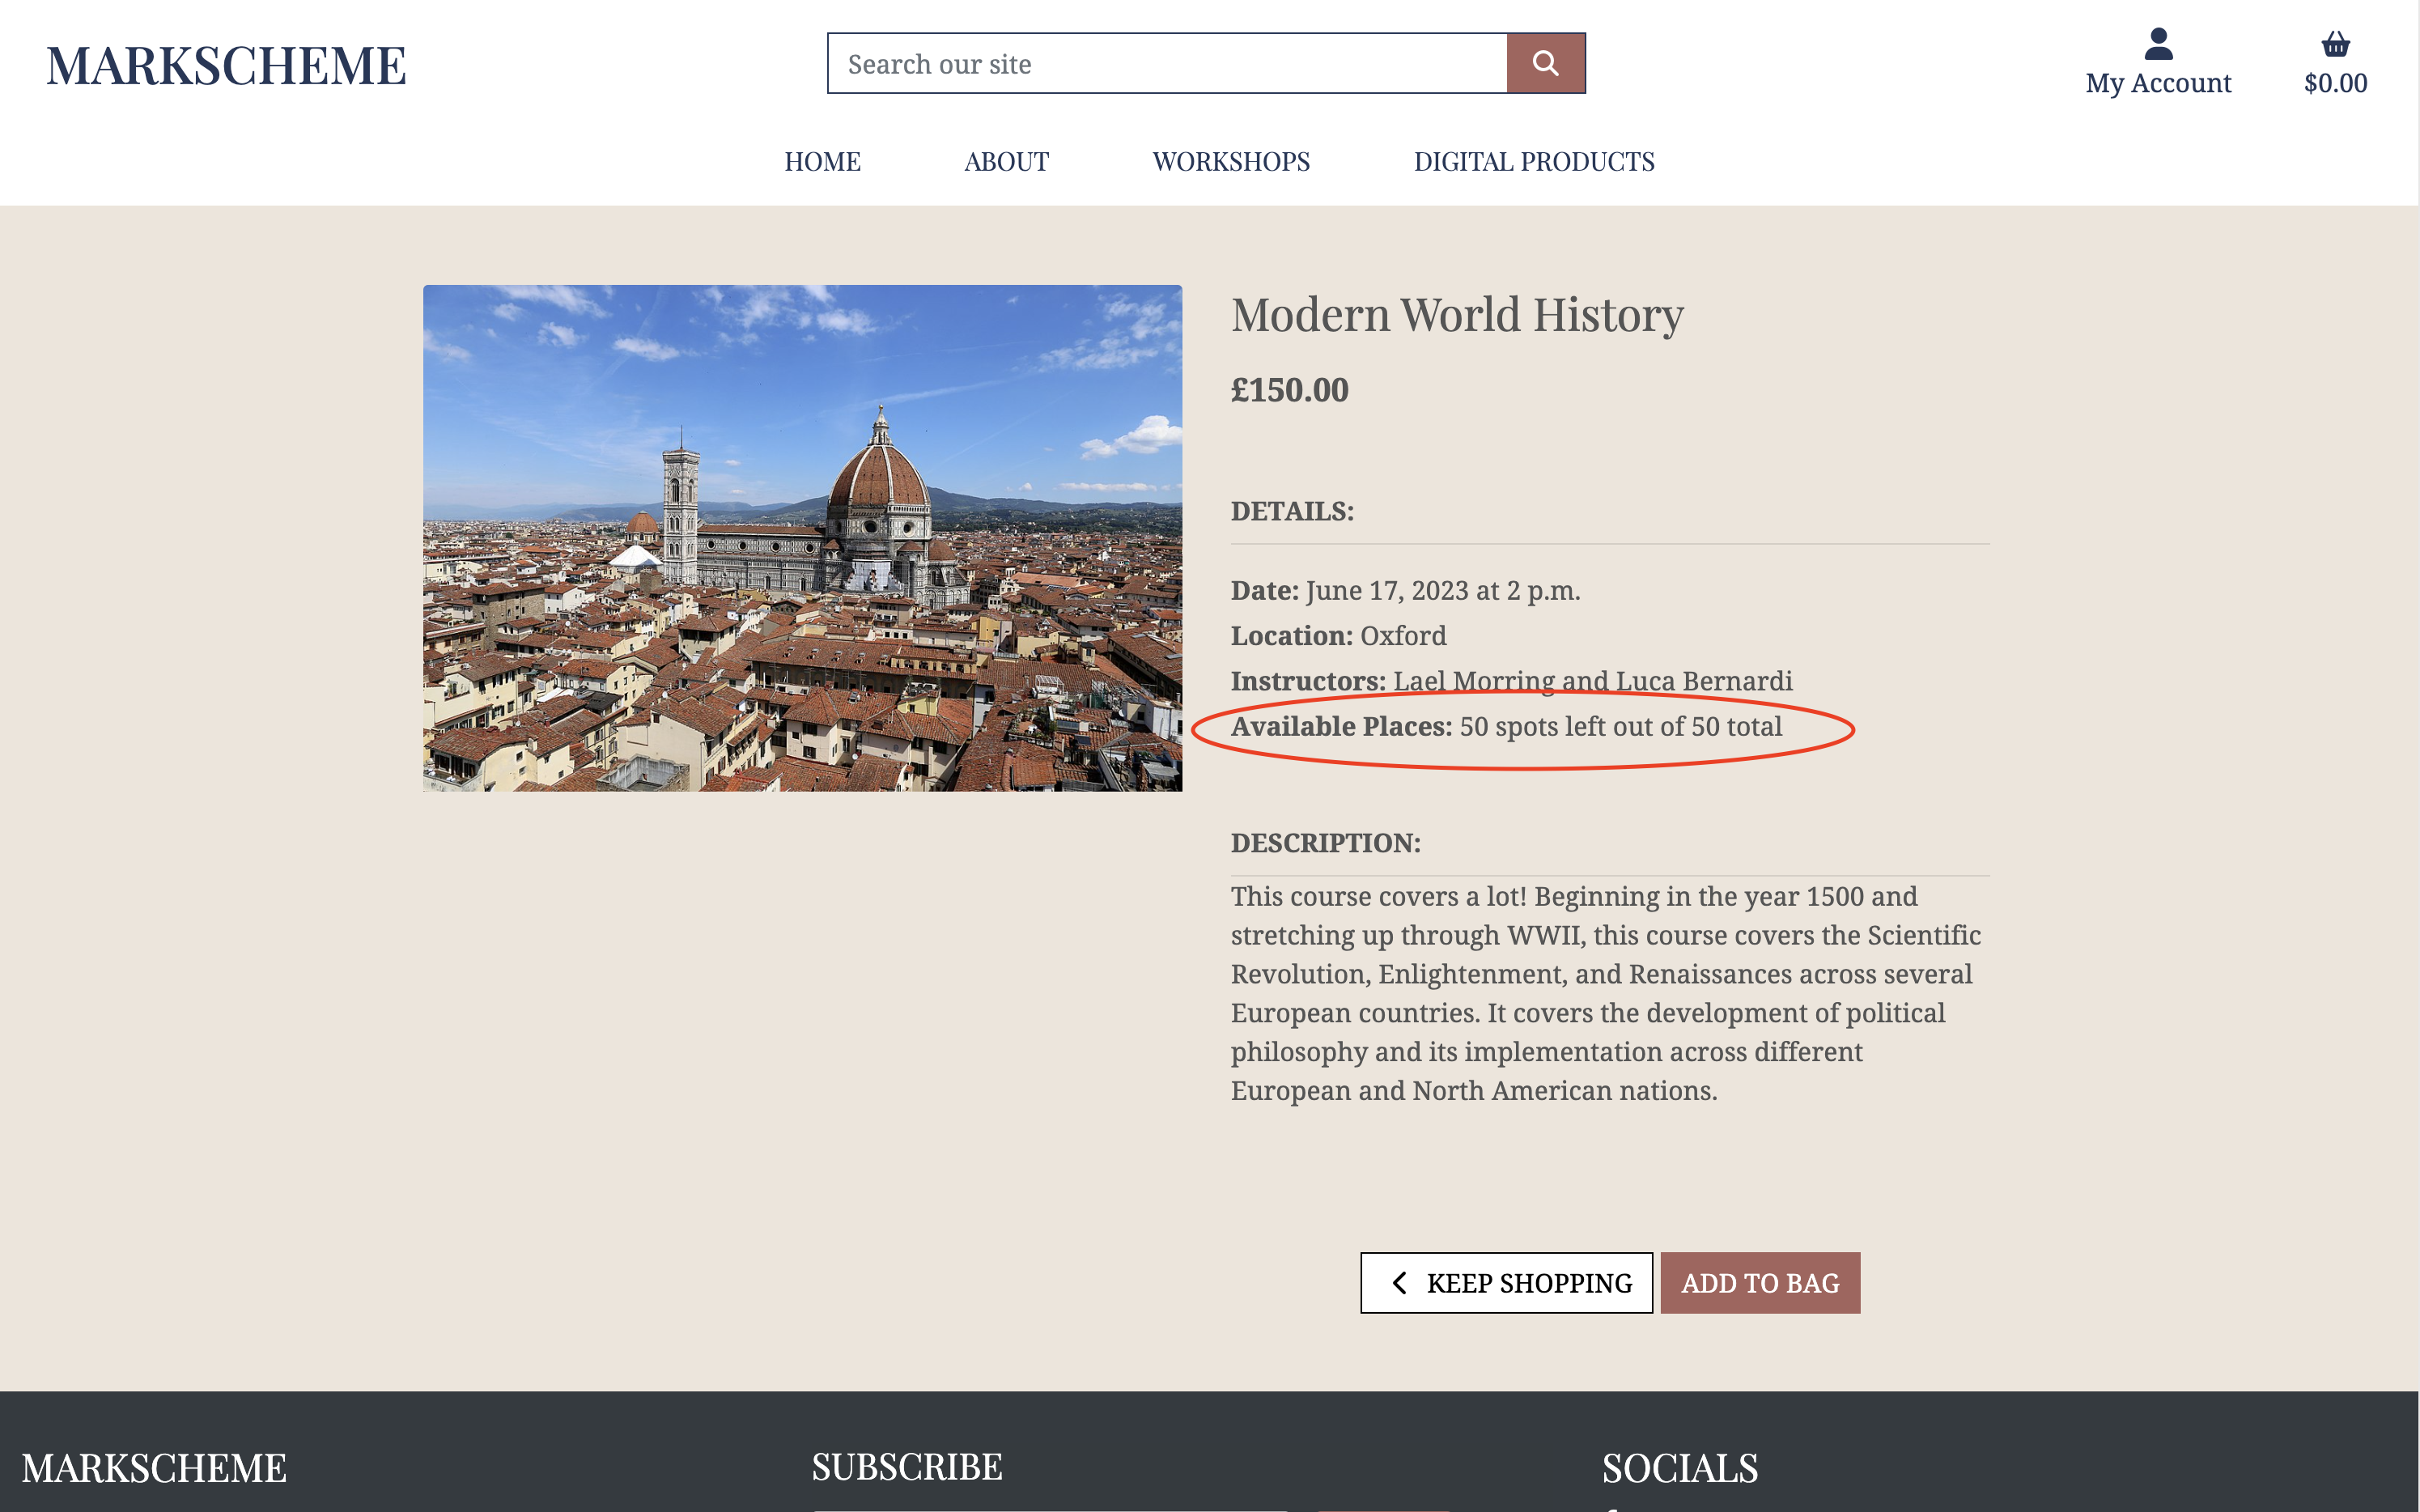 MARKSCHEME
Search our site
My Account
$0.00
HOME
ABOUT
WORKSHOPS
DIGITAL PRODUCTS
Modern World History
£150.00
DETAILS:
Date: June 17, 2023 at 2 p.m.
Location: Oxford
Instructors: Lael Morring and Luca Bernardi
Available Places: 50 spots left out of 50 total
DESCRIPTION:
This course covers a lot! Beginning in the year 1500 and
stretching up through WWII, this course covers the Scientific
Revolution, Enlightenment, and Renaissances across several
European countries. It covers the development of political
philosophy and its implementation across different
European and North American nations.
KEEP SHOPPING
ADD TO BAG
MARKSCHEME
SUBSCRIBE
SOCIALS